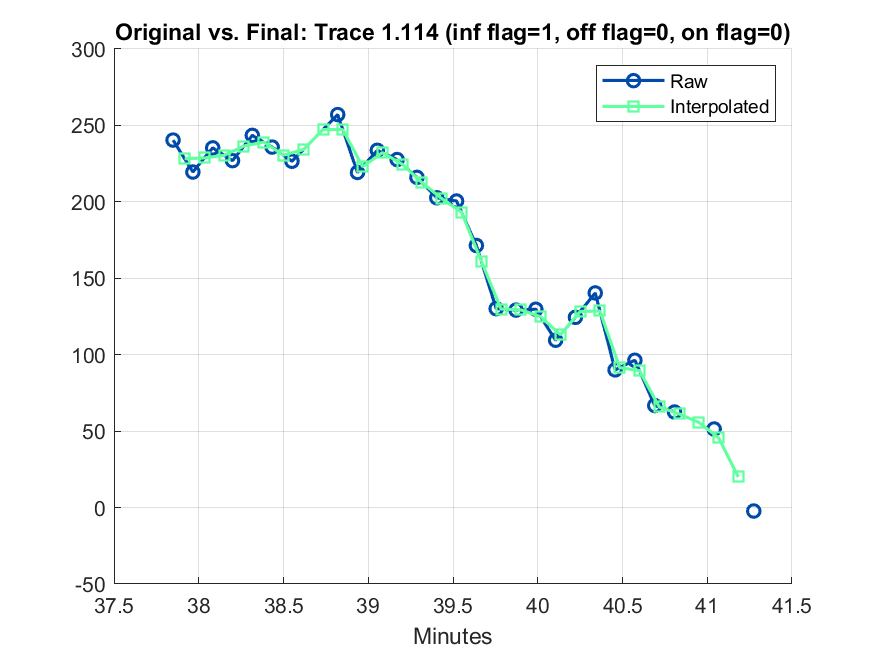 Original vs. Final: Trace 1.114 (inf flag=1, off flag=0, on flag=0)
300
250
200
150
100
50
0
-50
Raw
Interpolated
37.5 38 38.5 39 39.5 40 40.5 41 41.5
Minutes